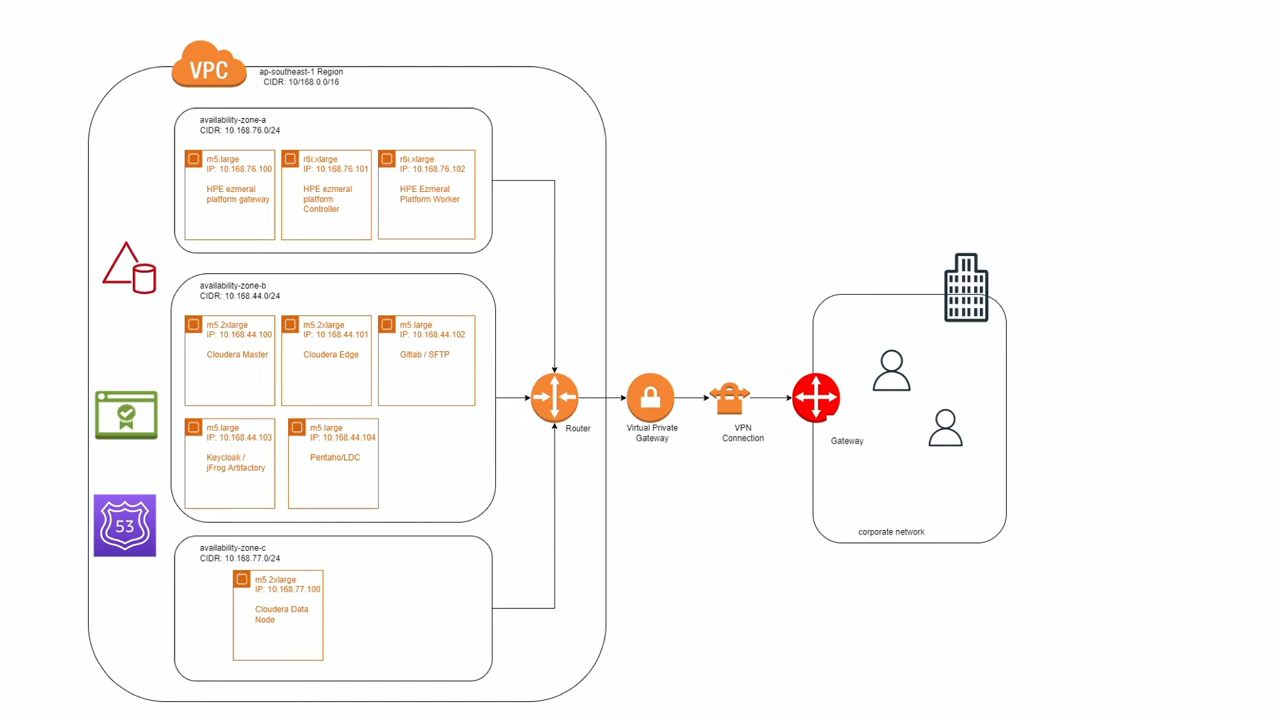 VPC
ap-southeast-1 Region
CIDR: 10/168.0.0/16
availability-zone-a
CIDR: 10.168.76.0/24
m5.large
IP: 10.168.76.100
HPE ezmeral
platform gateway
r6i.xlarge
IP: 10.168.76.101
HPE ezmeral
platform
Controller
r6i.xlarge
IP: 10.168.76.102
HPE Ezmeral
Platform Worker
availability-zone-b
CIDR: 10.168.44.0/24
m5.2xlarge
IP: 10.168.44.100
Cloudera Master
m5.2xlarge
IP: 10.168.44.101
Cloudera Edge
m5.large
IP: 10.168.44.102
Gitlab / SFTP
m5.large
IP: 10.168.44.103
Keycloak /
jFrog Artifactory
m5.large
IP: 10.168.44.104
Pentaho/LDC
53
availability-zone-c
CIDR: 10.168.77.0/24
m5.2xlarge
IP: 10.168.77.100
Cloudera Data
Node
Router
Virtual Private
Gateway
VPN
Connection
Gateway
corporate network